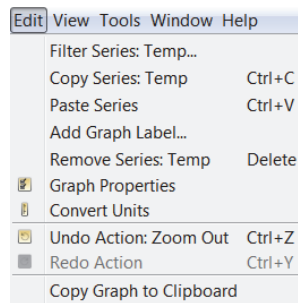 Edit View Tools Window Help
Filter Series: Temp...
Copy Series: Temp Ctrl+C
Paste Series Ctrl+V
Add Graph Label...
Remove Series: Temp Delete
Graph Properties
Convert Units
Undo Action: Zoom Out Ctrl+Z
Redo Action Ctrl+Y
Copy Graph to Clipboard